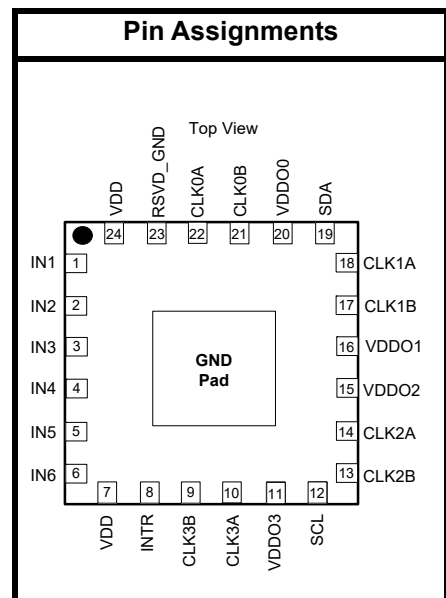 Pin Assignments
Top View
VDD
RSVD_GND
CLK0A
CLK0B
VDDO0
SDA
24
23
22
21
20
19
IN1
1
18
CLK1A
IN2
2
17
CLK1B
IN3
3
16
VDDO1
GND
Pad
IN4
4
15
VDDO2
IN5
5
14
CLK2A
IN6
6
13
CLK2B
7
8
9
10
11
12
VDD
INTR
CLK3B
CLK3A
VDDO3
SCL